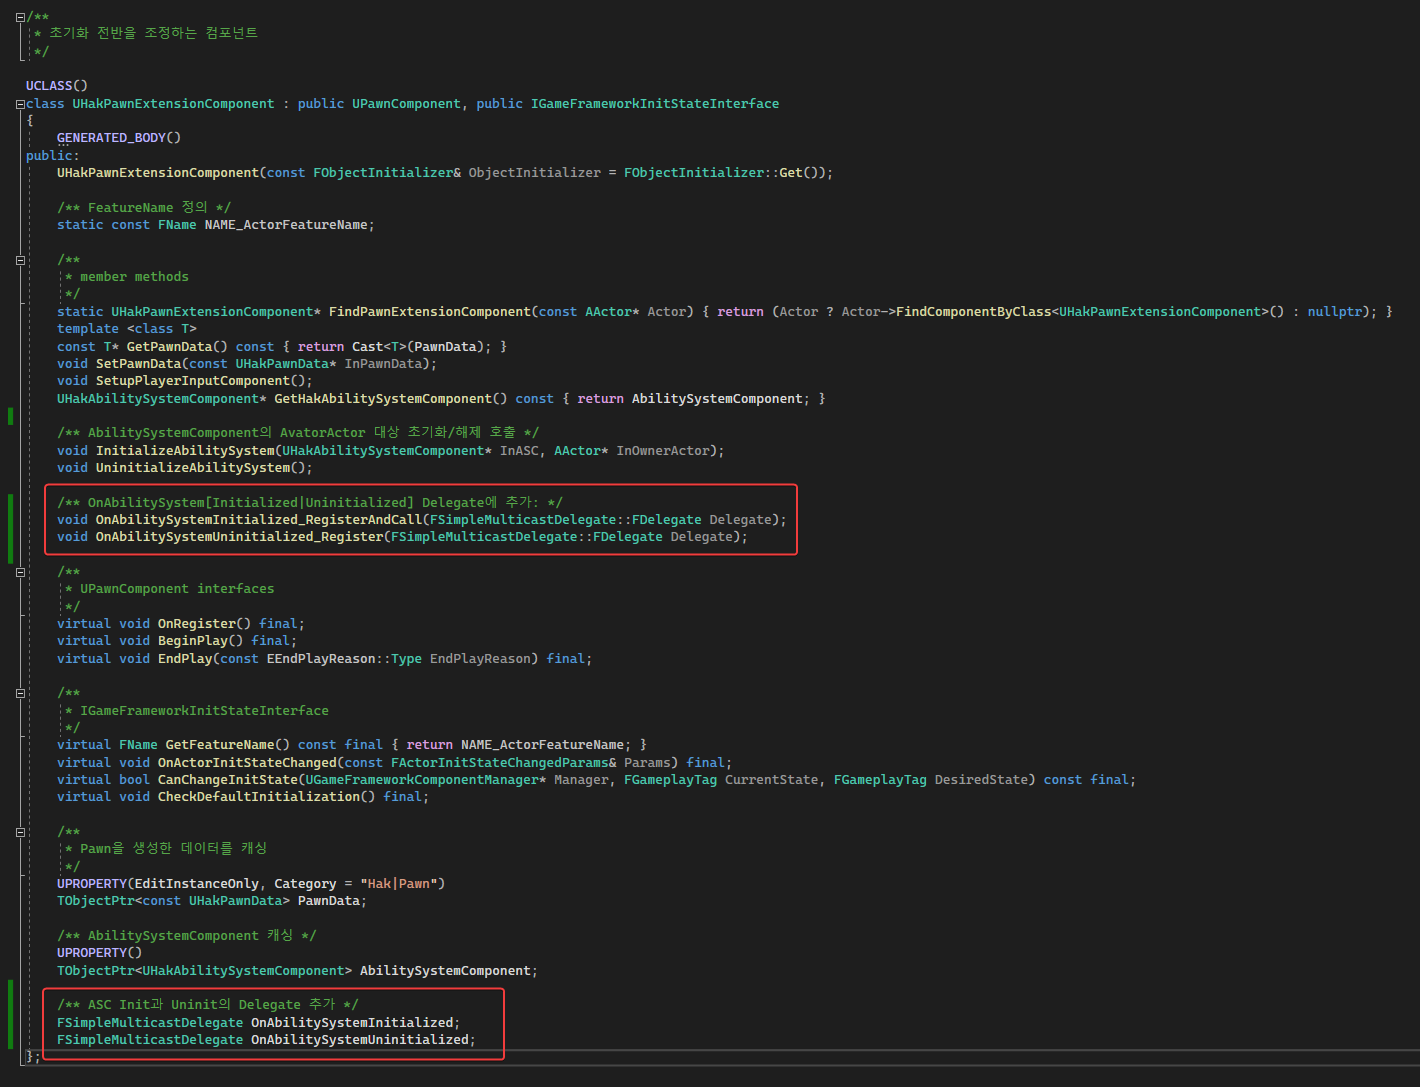 /**
 * 초기화 전반을 조정하는 컴포넌트
 */

UCLASS()
class UHakPawnExtensionComponent : public UPawnComponent, public IGameFrameworkInitStateInterface
{
    GENERATED_BODY()
public:
    UHakPawnExtensionComponent(const FObjectInitializer& ObjectInitializer = FObjectInitializer::Get());

    /** FeatureName 정의 */
    static const FName NAME_ActorFeatureName;

    /**
     * member methods
     */
    static UHakPawnExtensionComponent* FindPawnExtensionComponent(const AActor* Actor) { return (Actor ? Actor->FindComponentByClass<UHakPawnExtensionComponent>() : nullptr); }
    template <class T>
    const T* GetPawnData() const { return Cast<T>(PawnData); }
    void SetPawnData(const UHakPawnData* InPawnData);
    void SetupPlayerInputComponent();
    UHakAbilitySystemComponent* GetHakAbilitySystemComponent() const { return AbilitySystemComponent; }

    /** AbilitySystemComponent의 AvatorActor 대상 초기화/해제 호출 */
    void InitializeAbilitySystem(UHakAbilitySystemComponent* InASC, AActor* InOwnerActor);
    void UninitializeAbilitySystem();

    /** OnAbilitySystem[Initialized|Uninitialized] Delegate에 추가: */
    void OnAbilitySystemInitialized_RegisterAndCall(FSimpleMulticastDelegate::FDelegate Delegate);
    void OnAbilitySystemUninitialized_Register(FSimpleMulticastDelegate::FDelegate Delegate);

    /**
     * UPawnComponent interfaces
     */
    virtual void OnRegister() final;
    virtual void BeginPlay() final;
    virtual void EndPlay(const EEndPlayReason::Type EndPlayReason) final;

    /**
     * IGameFrameworkInitStateInterface
     */
    virtual FName GetFeatureName() const final { return NAME_ActorFeatureName; }
    virtual void OnActorInitStateChanged(const FActorInitStateChangedParams& Params) final;
    virtual bool CanChangeInitState(UGameFrameworkComponentManager* Manager, FGameplayTag CurrentState, FGameplayTag DesiredState) const final;
    virtual void CheckDefaultInitialization() final;

    /**
     * Pawn을 생성한 데이터를 캐싱
     */
    UPROPERTY(EditInstanceOnly, Category = "Hak|Pawn")
    TObjectPtr<const UHakPawnData> PawnData;

    /** AbilitySystemComponent 캐싱 */
    UPROPERTY()
    TObjectPtr<UHakAbilitySystemComponent> AbilitySystemComponent;

    /** ASC Init과 Uninit의 Delegate 추가 */
    FSimpleMulticastDelegate OnAbilitySystemInitialized;
    FSimpleMulticastDelegate OnAbilitySystemUninitialized;
};